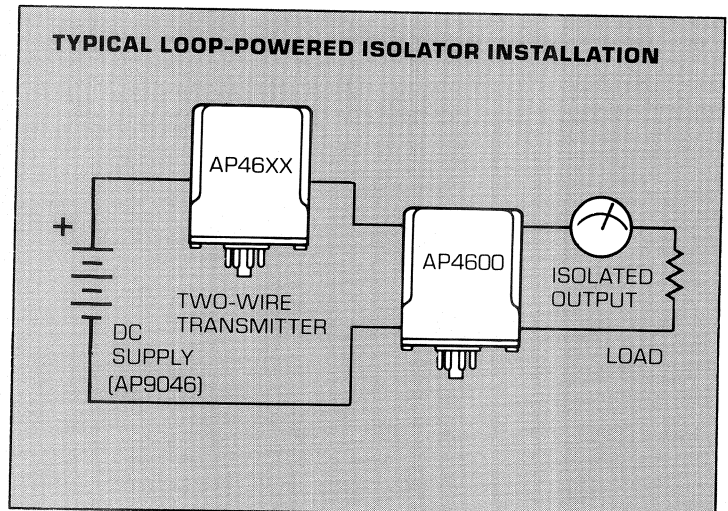 TYPICAL LOOP-POWERED ISOLATOR INSTALLATION
AP46XX
+
AP4600
TWO-WIRE
TRANSMITTER
DC
SUPPLY
(AP9046)
ISOLATED
OUTPUT
LOAD